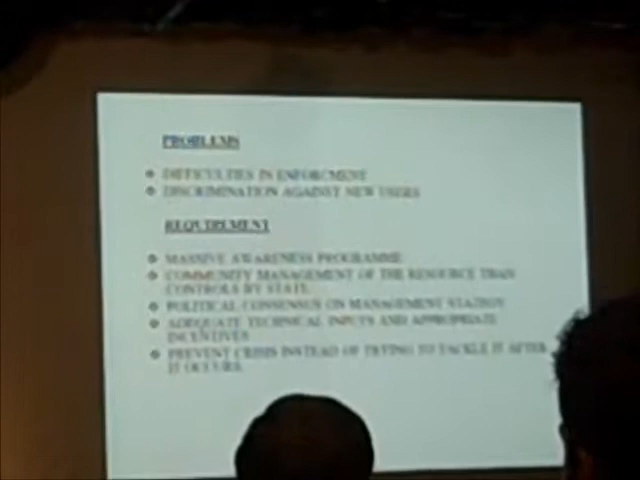 PROBLEMS
DIFFICULTIES IN ENFORCMENT
DISCRIMINATION AGAINST NEW USERS
REQUIREMENT
MASSIVE AWARENESS PROGRAMME
COMMUNITY MANAGEMENT OF THE RESOURCE THAN
CONTROLS BY STATE
POLITICAL CONSENSUS ON MANAGEMENT
ADEQUATE TECHNICAL INPUTS AND APPROPRIATE
INCENTIVES
PREVENT CRISIS INSTEAD OF TRYING TO TACKLE IT AFTER
IT OCCURS